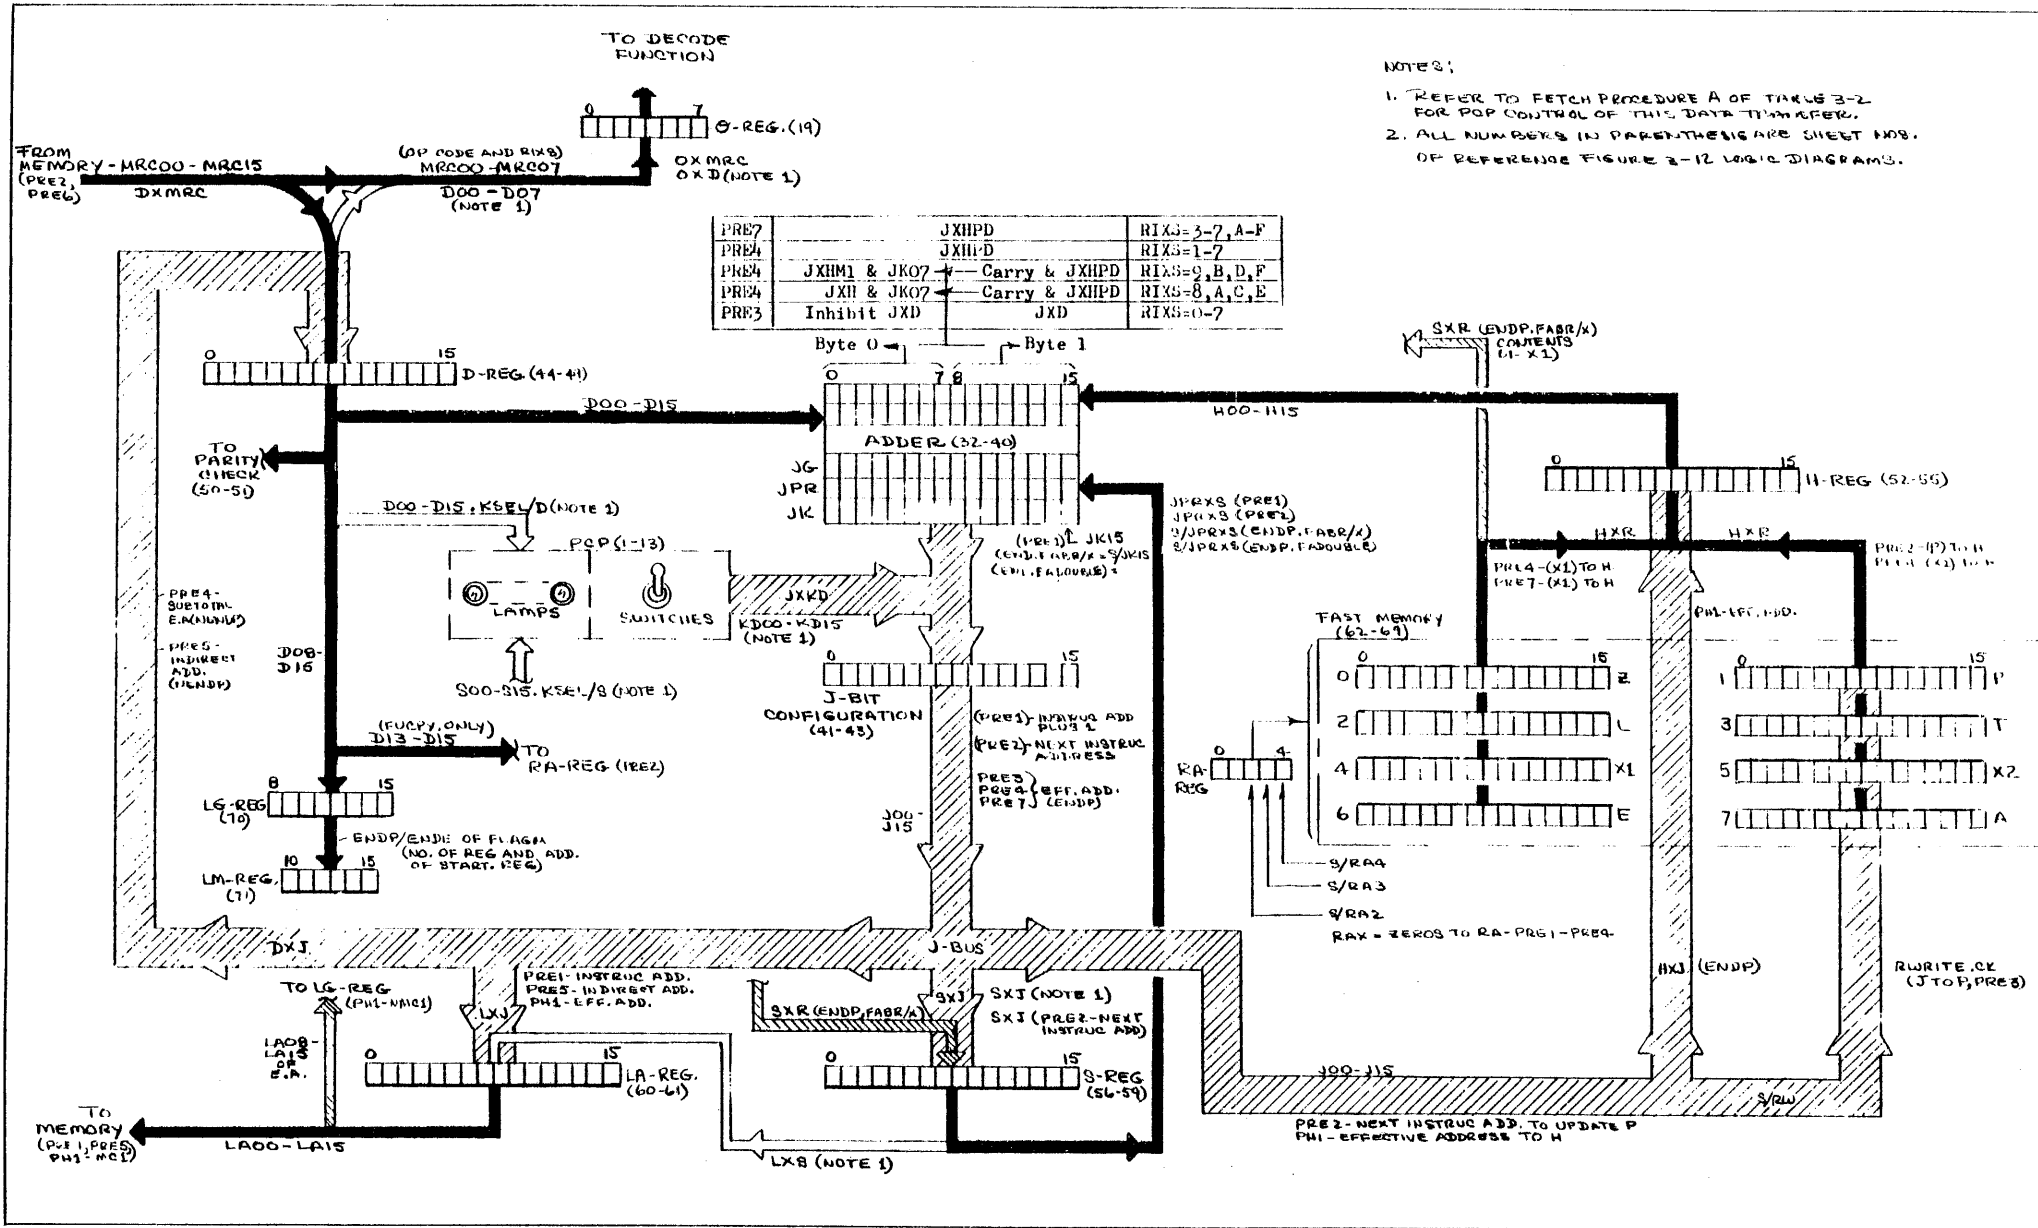 TO DECODE
FUNCTION
0 7
O-REG. (19)
NOTES;
1. REFER TO FETCH PROCEDURE A OF TABLE 3-2
FOR POP CONTROL OF THIS DATA TRANSFER.
2. ALL NUMBERS IN PARENTHESIS ARE SHEET NOS.
OF REFERENCE FIGURE 3-12 LOGIC DIAGRAMS.
FROM
MEMORY - MRC00 - MRC15
(PRE2,
PRE6)
DXMRC
(OP CODE AND RIXS)
MRC00 - MRC07
D00 - D07
(NOTE 1)
OXMRC
OXD (NOTE 1)
PRE7 JXHPD RIXS=3-7,A-F
PRE4 JXHPD RIXS=1-7
PRE4 JXHM1 & JK07 Carry & JXHPD RIXS=9,B,D,F
PRE4 JXH & JK07 Carry & JXHPD RIXS=8,A,C,E
PRE3 Inhibit JXD JXD RIXS=0-7
Byte 0 Byte 1
0 7 8 15
ADDER (32-40)
JG
JPR
JK
SXR (ENDP.FABR/X)
CONTENTS
0 15
D-REG.
D00 - D15
H00 - H15
0 15
H-REG (52-55)
TO
PARITY
CHECK
(50-51)
D00 - D15 . KSEL/D (NOTE 1)
PCP (1-13)
LAMPS
SWITCHES
JXKD
KD00 - KD15
(NOTE 1)
S00-S15.KSEL/S (NOTE 1)
(PRE1) JK15
(END.FABR/X = S/JK15
JPRXS (PRE1)
JPRXS (PRE2)
S/JPRXS (ENDP.FABR/X)
S/JPRXS (ENDP.FADOUBLE)
HXR HXR
PRE2-(P) TO H
PRE4-(X1) TO H
PRE7-(X1) TO H
PH1-EFF. ADD.
FAST MEMORY
(62-69)
PRE4-
SUBTOTAL
PRE5-
INDIRECT
ADD.
(NENDP)
D08-
D15
0 15
J-BIT
CONFIGURATION
(41-43)
(PRE1)-INSTRUC ADD
PLUS 1
(PRE2)-NEXT INSTRUC
ADDRESS
PRE3
PRE4 EFF. ADD.
PRE7 (ENDP)
J00-
J15
0 15
0 Z
2 L
4 X1
6 E
0 15
1 P
3 T
5 X2
7 A
0 4
RA-
REG
S/RA4
S/RA3
S/RA2
RAX = ZEROS TO RA-PRE1-PRE4
(FUCPY.ONLY)
D13 - D15
TO
RA-REG (PRE2)
8 15
LG-REG
(70)
ENDP/ENDE OF FLAGM
(NO. OF REG AND ADD.
OF START. REG)
10 15
LM-REG.
(71)
DXJ
J-BUS
HXJ (ENDP)
RWRITE.CK
(J TO P, PRE3)
TO LG-REG
(PH1-NMC1)
LA08-
LA15
OF
E.A.
PRE1-INSTRUC ADD.
PRE5-INDIRECT ADD.
PH1-EFF. ADD.
LXJ
SXR (ENDP, FABR/X)
SXJ
SXJ (NOTE 1)
SXJ (PRE2-NEXT
INSTRUC ADD)
0 15
LA-REG.
(60-61)
0 15
S-REG
(56-59)
J00-J15
S/RW
TO
MEMORY
(PRE1, PRE5,
PH1-MC1)
LA00-LA15
LXS (NOTE 1)
PRE2-NEXT INSTRUC ADD. TO UPDATE P
PH1-EFFECTIVE ADDRESS TO H